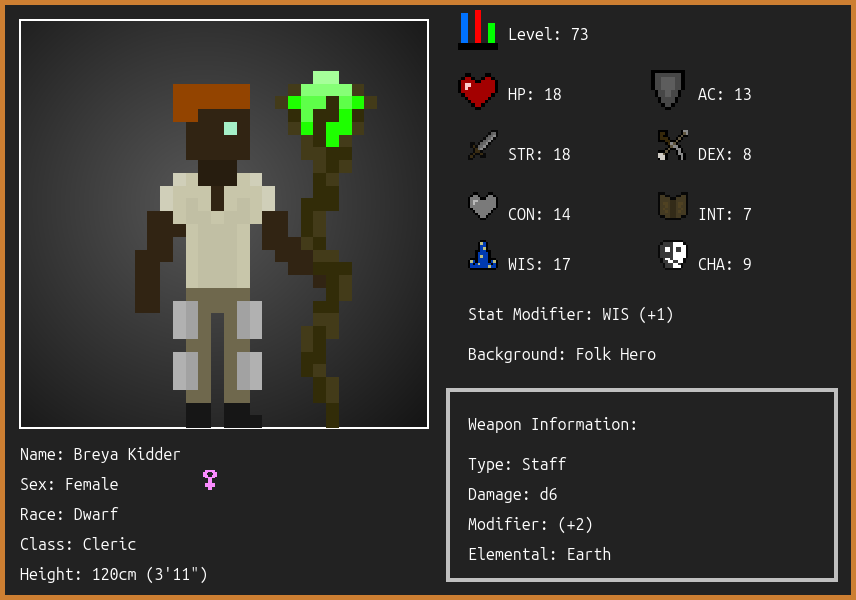 Level: 73
HP: 18
AC: 13
STR: 18
DEX: 8
CON: 14
INT: 7
WIS: 17
CHA: 9
Stat Modifier: WIS (+1)
Background: Folk Hero
Weapon Information:
Type: Staff
Damage: d6
Modifier: (+2)
Elemental: Earth
Name: Breya Kidder
Sex: Female
Race: Dwarf
Class: Cleric
Height: 120cm (3'11")